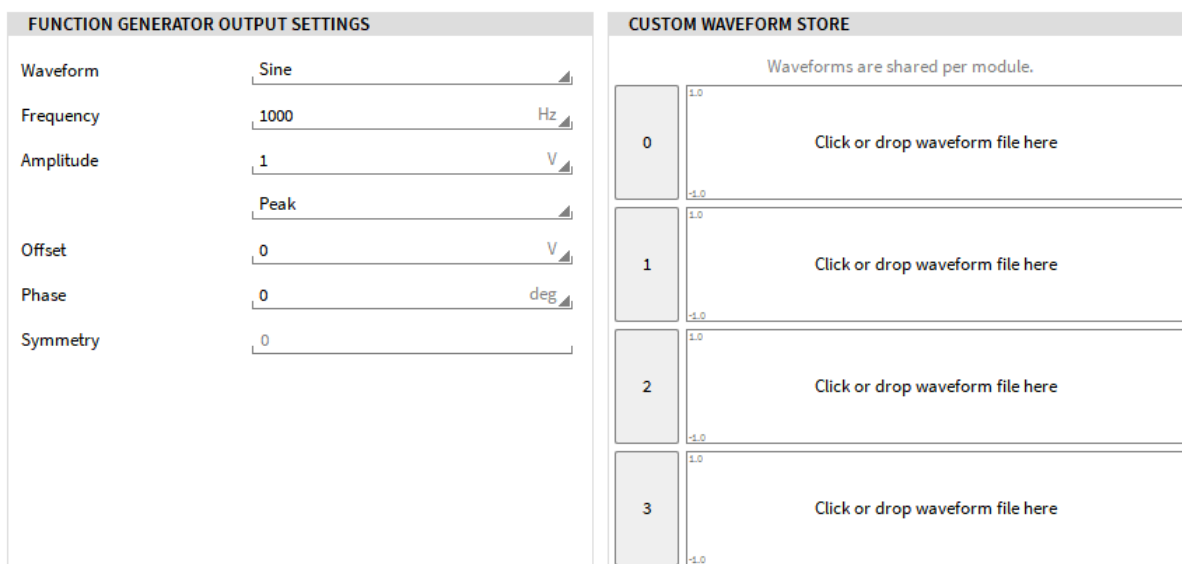 FUNCTION GENERATOR OUTPUT SETTINGS
Waveform Sine
Frequency 1000 Hz
Amplitude 1 V
Peak
Offset 0 V
Phase 0 deg
Symmetry 0
CUSTOM WAVEFORM STORE
Waveforms are shared per module.
1.0
0 Click or drop waveform file here
-1.0
1.0
1 Click or drop waveform file here
-1.0
1.0
2 Click or drop waveform file here
-1.0
1.0
3 Click or drop waveform file here
-1.0